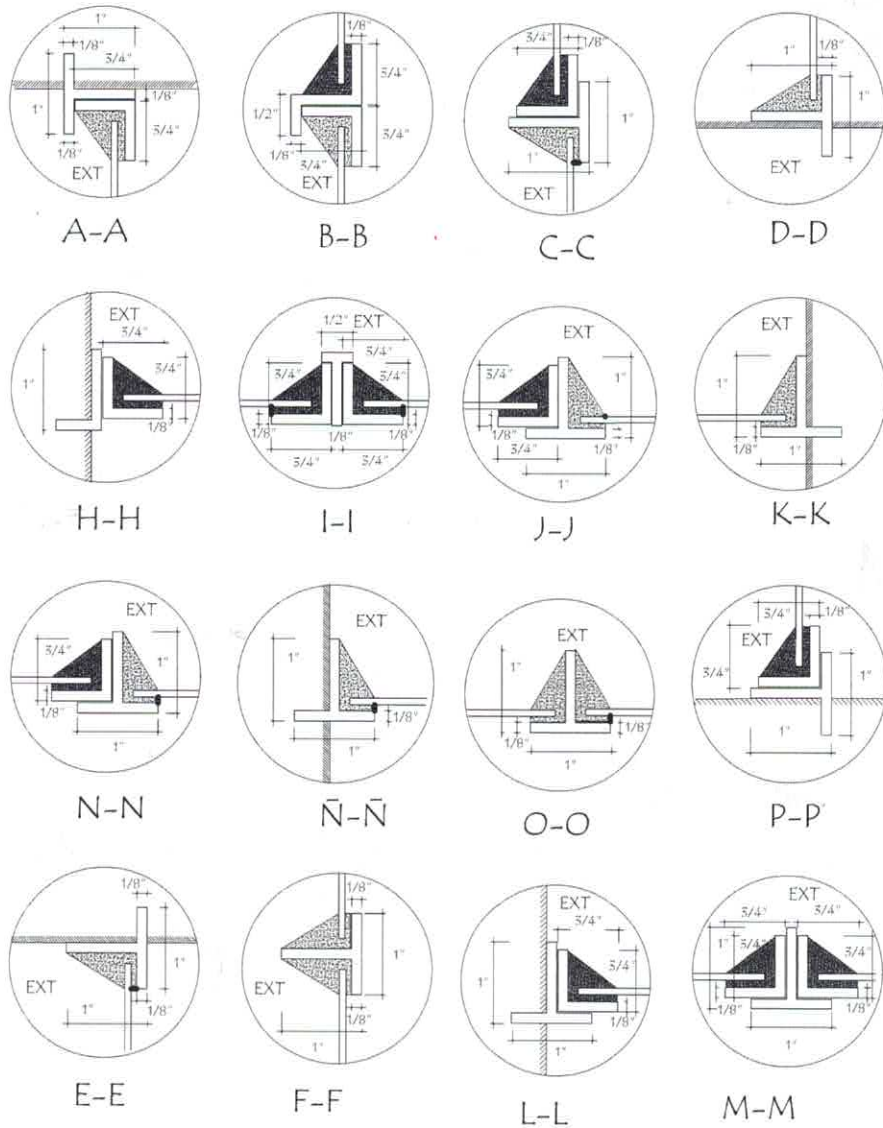 1"
1/8"
3/4"
1"
1/8"
3/4"
1/8"
EXT
A-A
1/8"
3/4"
1/2"
3/4"
1/8"
3/4"
EXT
B-B
3/4"
1/8"
1"
1"
EXT
C-C
1/8"
1"
1"
EXT
D-D
EXT
3/4"
3/4"
1"
1/8"
H-H
EXT
1/2"
3/4"
3/4"
3/4"
1/8"
1/8"
1/8"
3/4"
3/4"
I-I
EXT
3/4"
1"
1/8"
1/8"
3/4"
1"
J-J
EXT
1"
1/8"
1"
K-K
EXT
3/4"
1"
1/8"
1"
N-N
EXT
1"
1/8"
1"
Ñ-Ñ
EXT
1"
1/8"
1/8"
1"
O-O
3/4"
1/8"
EXT
3/4"
1"
1"
P-P
1/8"
1"
EXT
1/8"
1"
E-E
1/8"
1"
1/8"
1"
F-F
EXT
3/4"
3/4"
1"
1/8"
1"
L-L
EXT
3/4"
3/4"
1"
3/4"
3/4"
1/8"
1/8"
1"
M-M